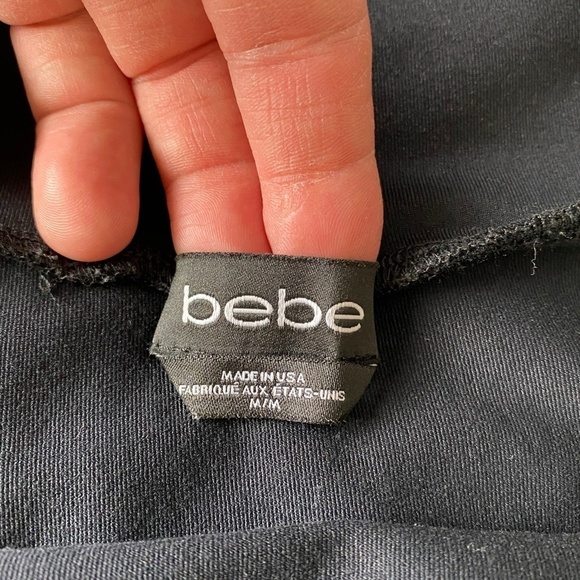 bebe
MADE IN USA
FABRIQUÉ AUX ÉTATS-UNIS
M/M